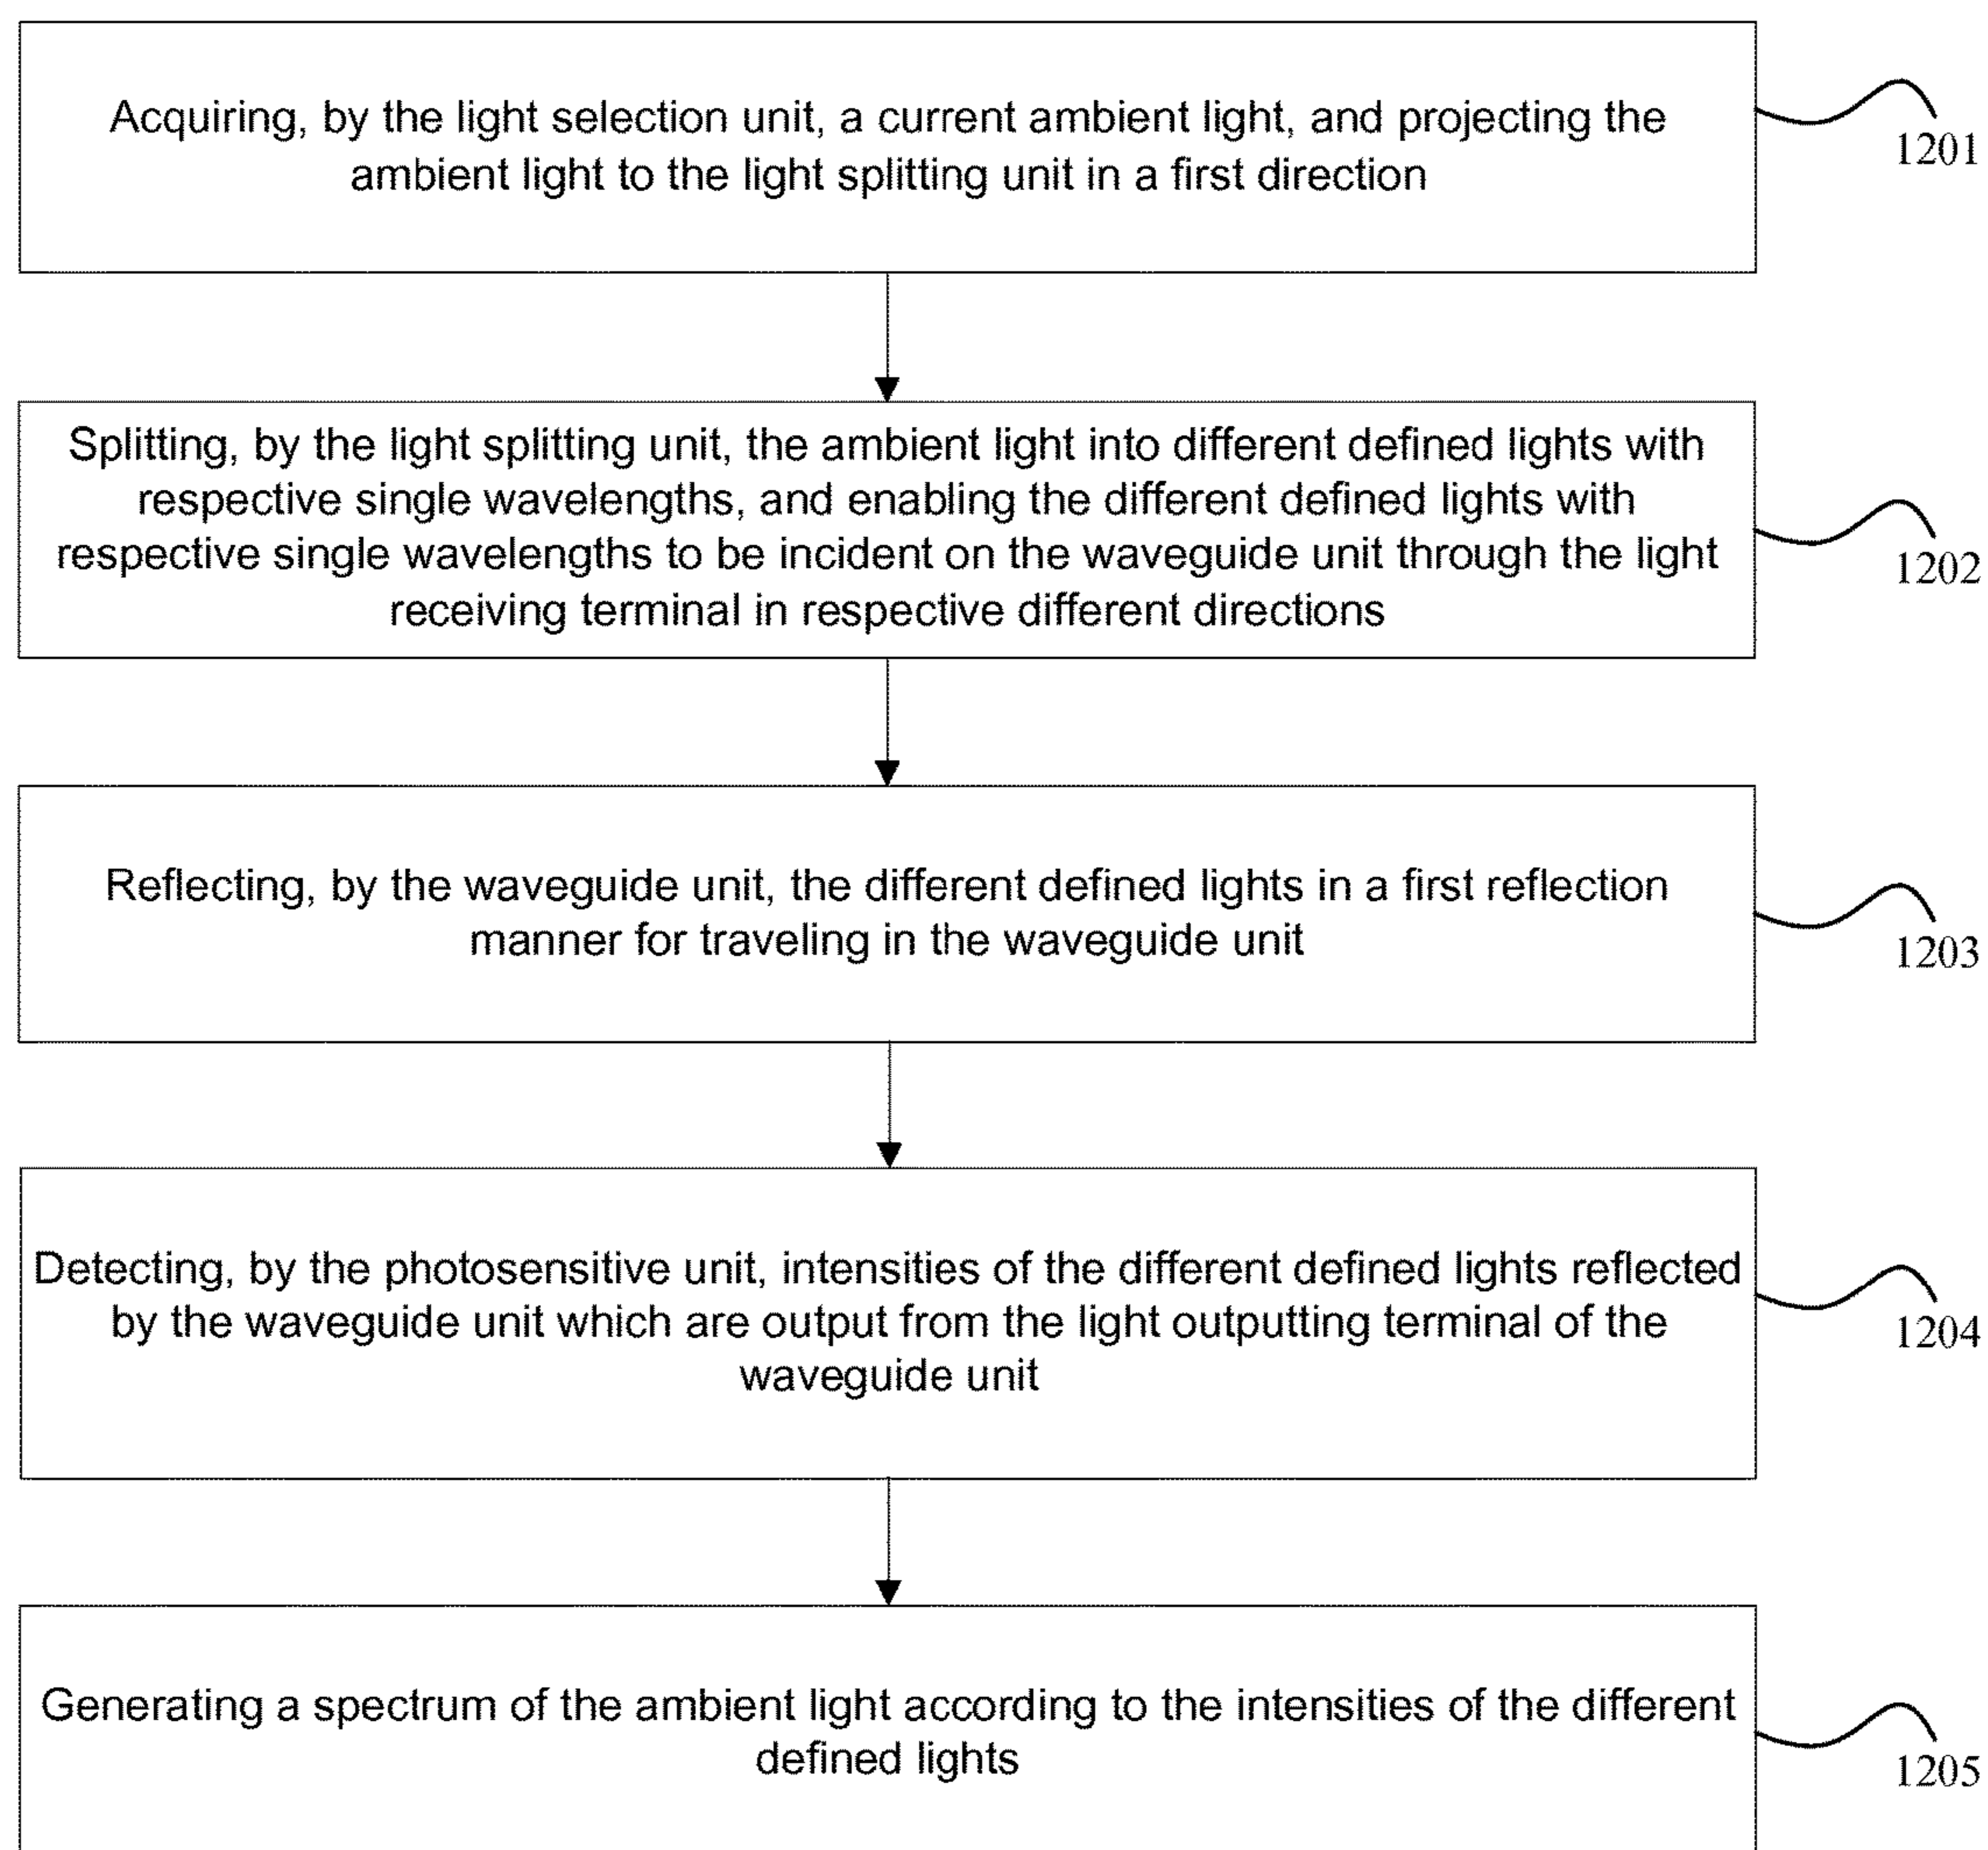 Acquiring, by the light selection unit, a current ambient light, and projecting the
ambient light to the light splitting unit in a first direction
1201
Splitting, by the light splitting unit, the ambient light into different defined lights with
respective single wavelengths, and enabling the different defined lights with
respective single wavelengths to be incident on the waveguide unit through the light
receiving terminal in respective different directions
1202
Reflecting, by the waveguide unit, the different defined lights in a first reflection
manner for traveling in the waveguide unit
1203
Detecting, by the photosensitive unit, intensities of the different defined lights reflected
by the waveguide unit which are output from the light outputting terminal of the
waveguide unit
1204
Generating a spectrum of the ambient light according to the intensities of the different
defined lights
1205